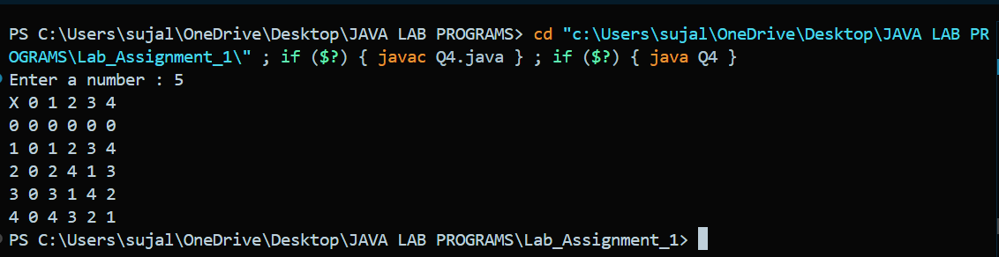 PS C:\Users\sujal\OneDrive\Desktop\JAVA LAB PROGRAMS> cd "c:\Users\sujal\OneDrive\Desktop\JAVA LAB PR
OGRAMS\Lab_Assignment_1\" ; if ($?) { javac Q4.java } ; if ($?) { java Q4 }
Enter a number : 5
X 0 1 2 3 4
0 0 0 0 0 0
1 0 1 2 3 4
2 0 2 4 1 3
3 0 3 1 4 2
4 0 4 3 2 1
PS C:\Users\sujal\OneDrive\Desktop\JAVA LAB PROGRAMS\Lab_Assignment_1>